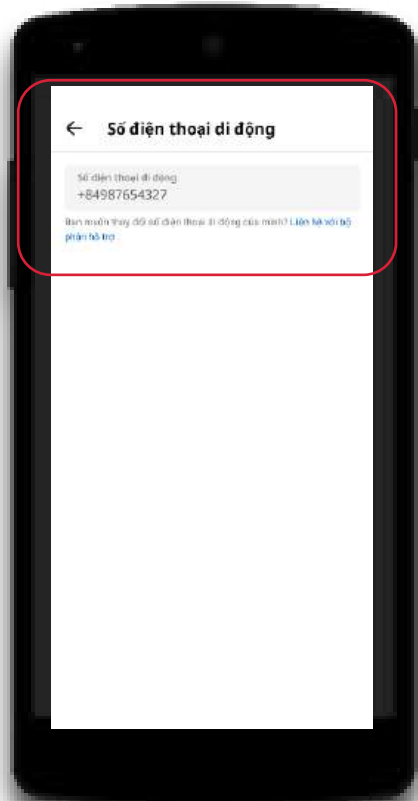 Số điện thoại di động
Số điện thoại di động
+84987654327
Bạn muốn thay đổi số điện thoại di động của mình? Liên hệ với bộ
phận hỗ trợ